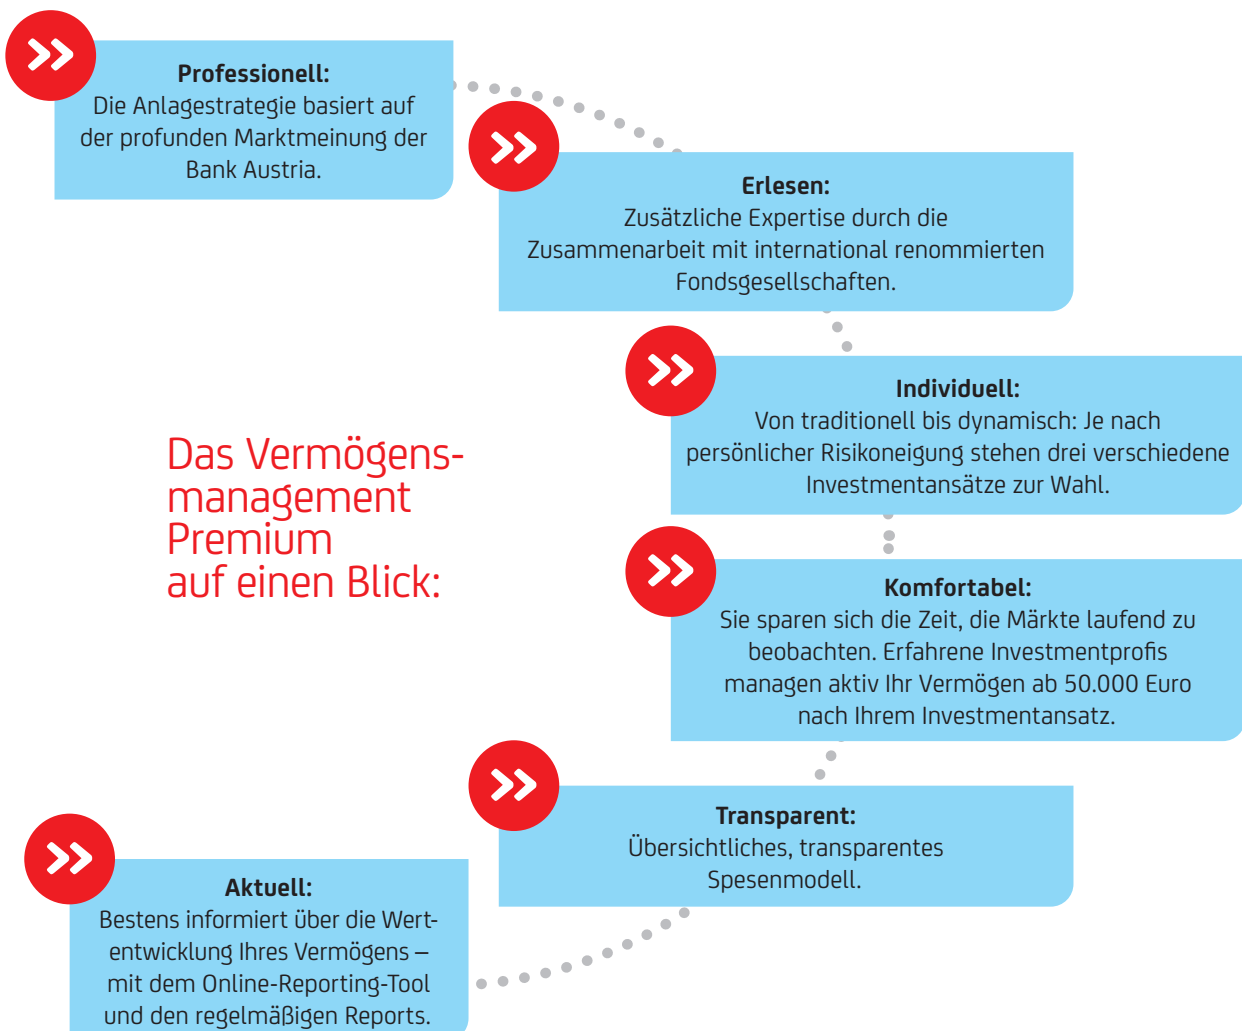 Professionell:
Die Anlagestrategie basiert auf
der profunden Marktmeinung der
Bank Austria.
Erlesen:
Zusätzliche Expertise durch die
Zusammenarbeit mit international renommierten
Fondsgesellschaften.
Individuell:
Von traditionell bis dynamisch: Je nach
persönlicher Risikoneigung stehen drei verschiedene
Investmentansätze zur Wahl.
Das Vermögens-
management
Premium
auf einen Blick:
Komfortabel:
Sie sparen sich die Zeit, die Märkte laufend zu
beobachten. Erfahrene Investmentprofis
managen aktiv Ihr Vermögen ab 50.000 Euro
nach Ihrem Investmentansatz.
Transparent:
Übersichtliches, transparentes
Spesenmodell.
Aktuell:
Bestens informiert über die Wert-
entwicklung Ihres Vermögens –
mit dem Online-Reporting-Tool
und den regelmäßigen Reports.